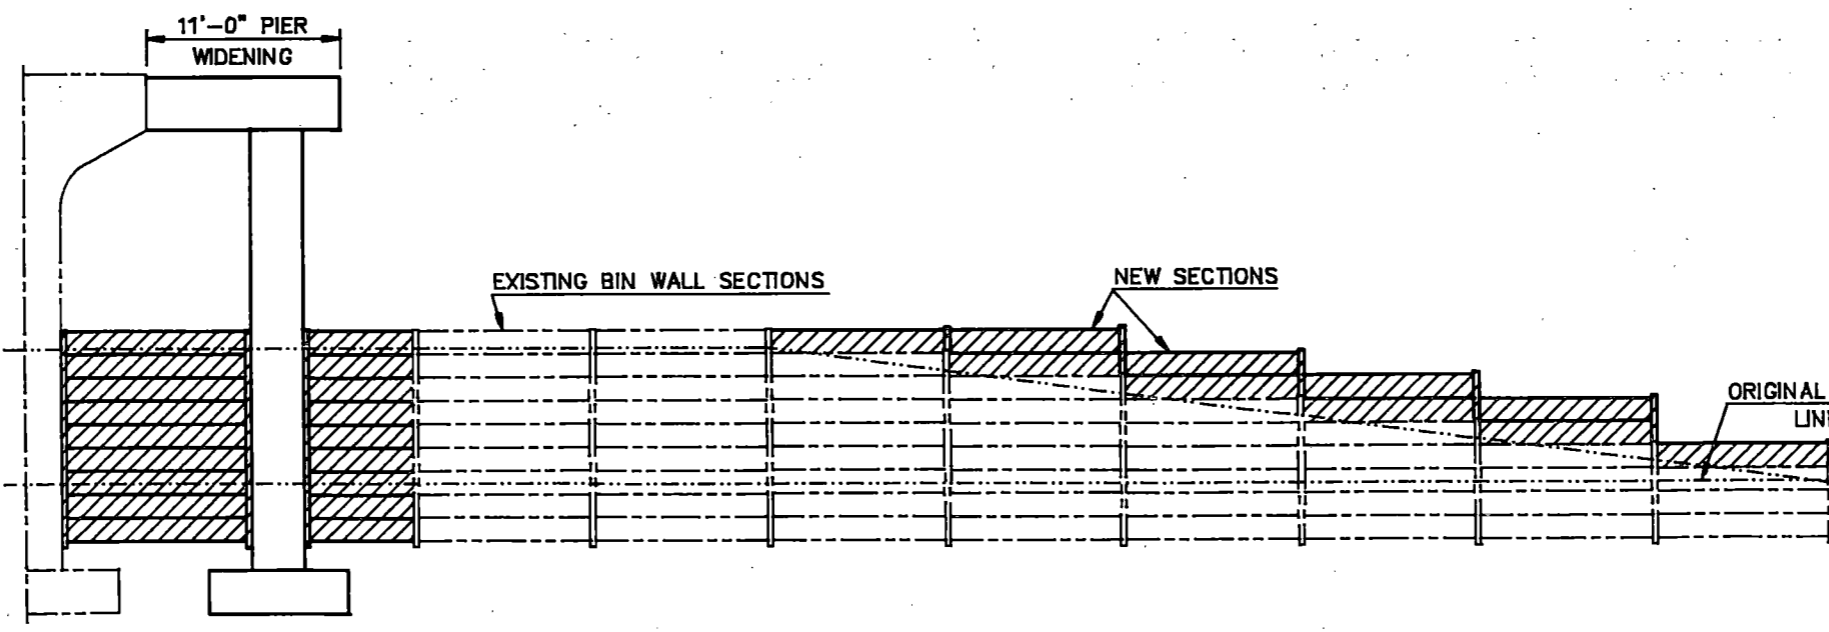 11'-0" PIER
WIDENING
EXISTING BIN WALL SECTIONS
NEW SECTIONS
ORIGINAL